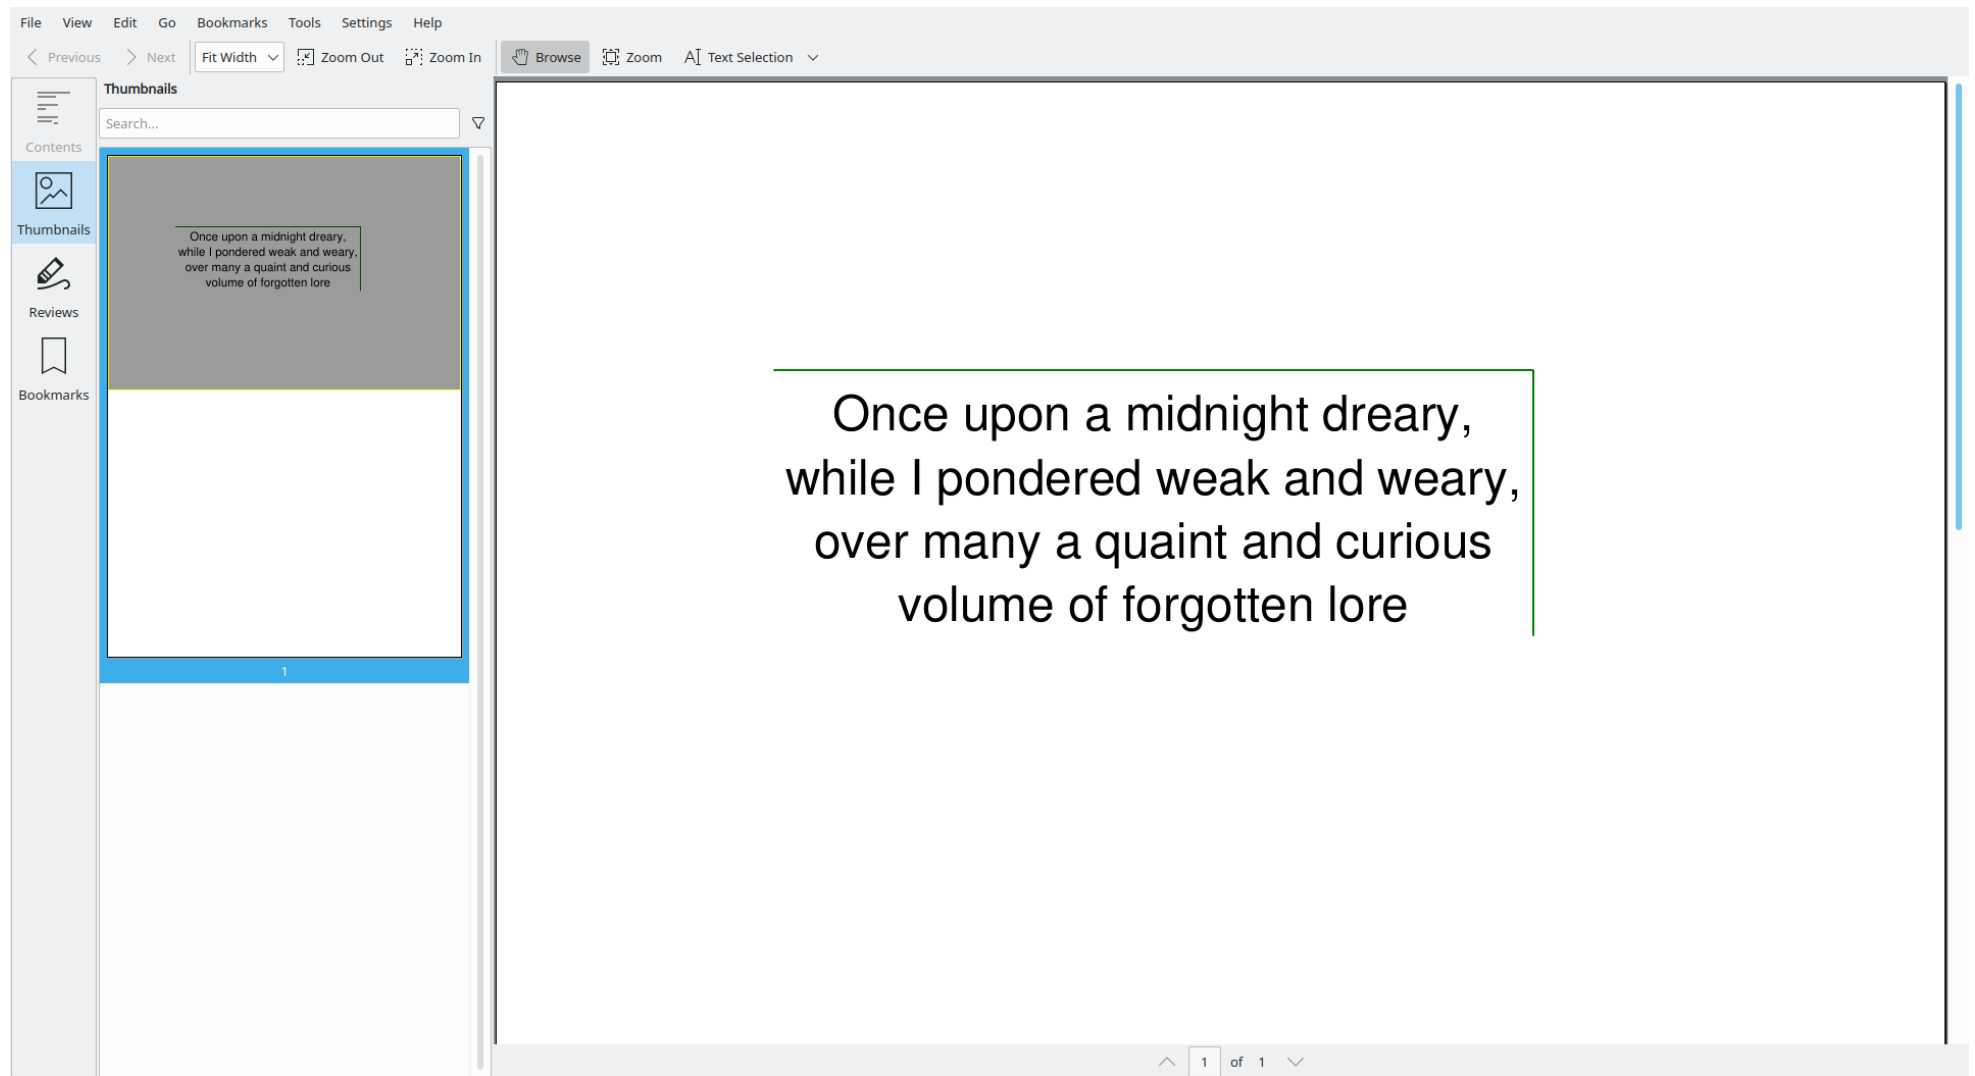 File View Edit Go Bookmarks Tools Settings Help
Previous Next Fit Width Zoom Out Zoom In Browse Zoom Text Selection
Contents
Thumbnails
Reviews
Bookmarks
Thumbnails
Search...
Once upon a midnight dreary,
while I pondered weak and weary,
over many a quaint and curious
volume of forgotten lore
1
Once upon a midnight dreary,
while I pondered weak and weary,
over many a quaint and curious
volume of forgotten lore
1 of 1